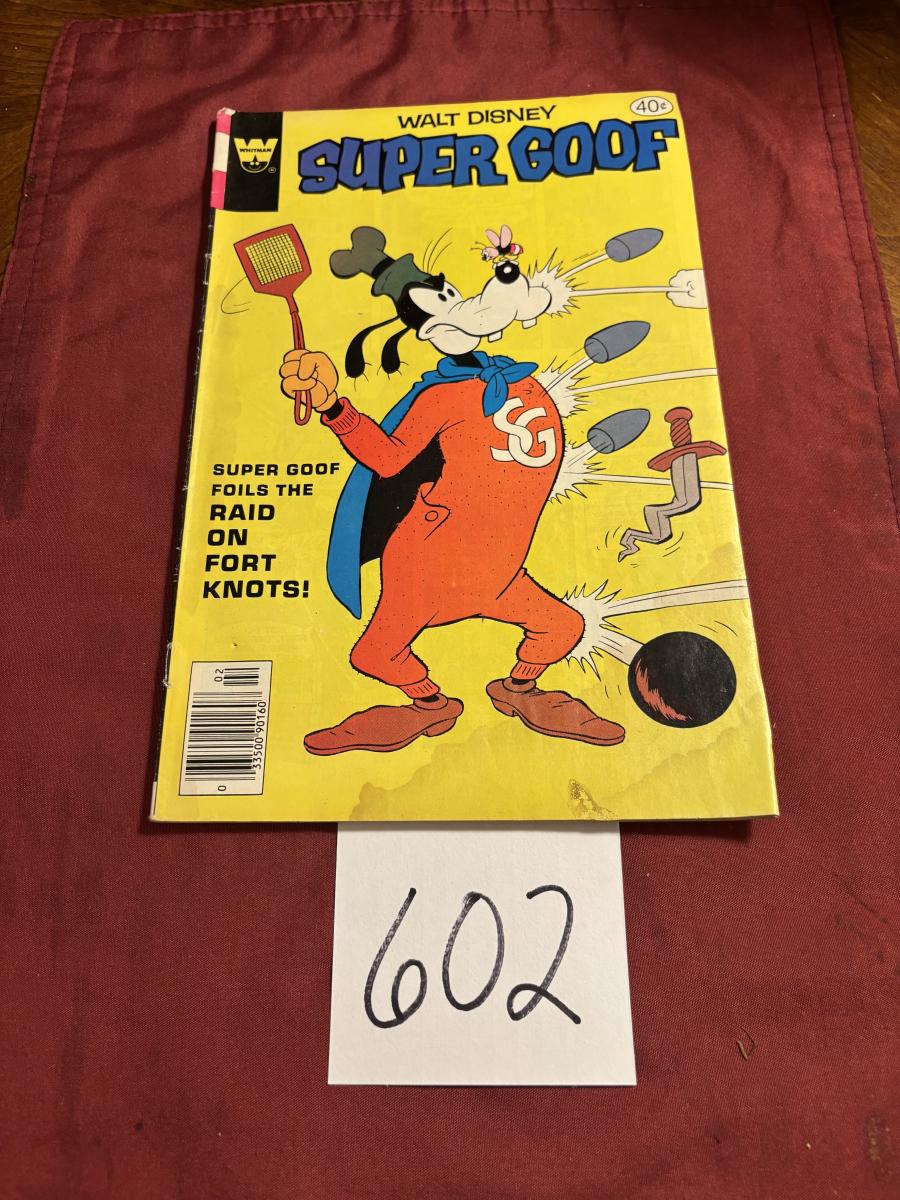 WALT DISNEY
40¢
WHITMAN
®
SUPER GOOF
SG
SUPER GOOF
FOILS THE
RAID
ON
FORT
KNOTS!
02
0 33500 90160
602